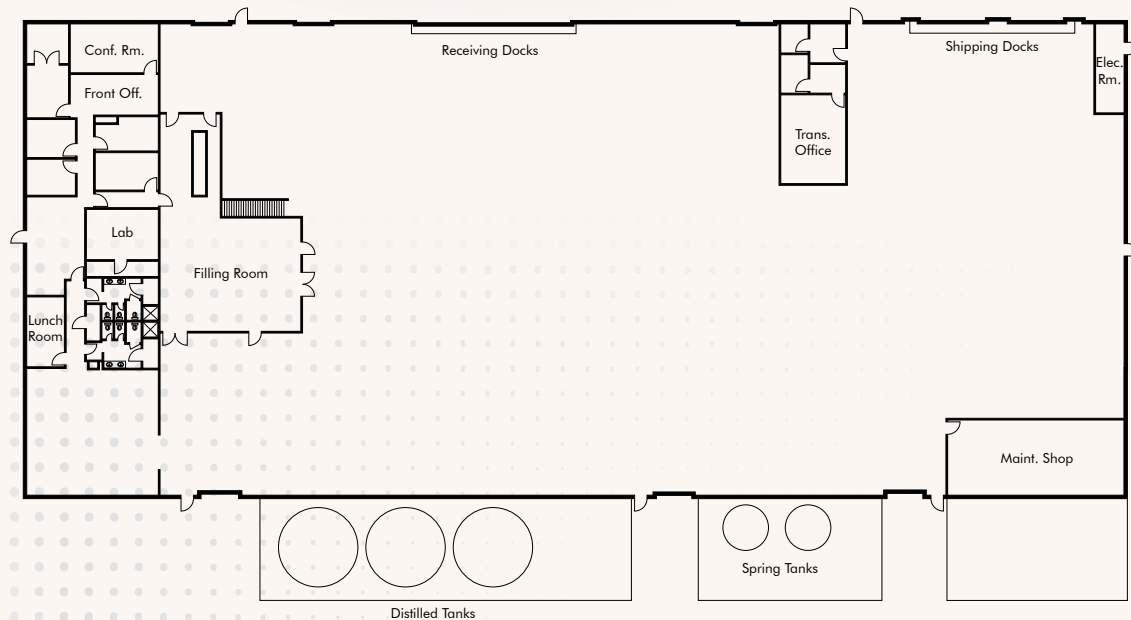 Conf. Rm.
Receiving Docks
Shipping Docks
Elec.
Rm.
Front Off.
Trans.
Office
Lab
Filling Room
Lunch
Room
Maint. Shop
Spring Tanks
Distilled Tanks